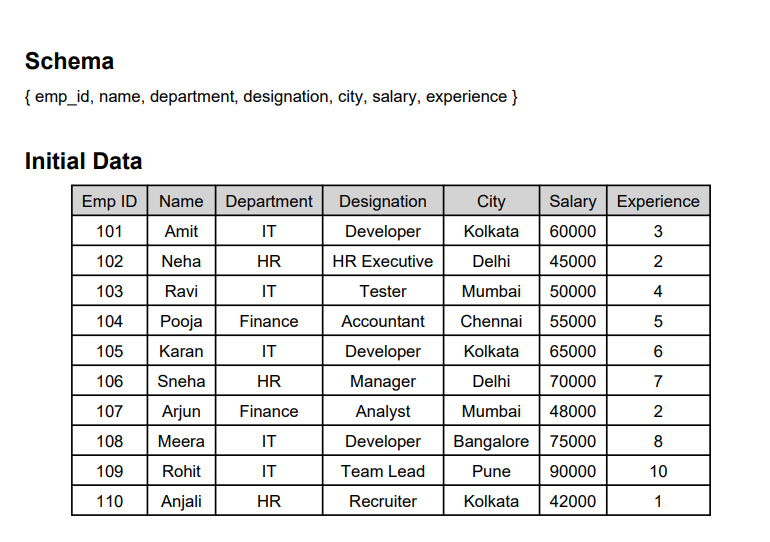 Schema
{ emp_id, name, department, designation, city, salary, experience }
Initial Data
Emp ID Name Department Designation City Salary Experience
101 Amit IT Developer Kolkata 60000 3
102 Neha HR HR Executive Delhi 45000 2
103 Ravi IT Tester Mumbai 50000 4
104 Pooja Finance Accountant Chennai 55000 5
105 Karan IT Developer Kolkata 65000 6
106 Sneha HR Manager Delhi 70000 7
107 Arjun Finance Analyst Mumbai 48000 2
108 Meera IT Developer Bangalore 75000 8
109 Rohit IT Team Lead Pune 90000 10
110 Anjali HR Recruiter Kolkata 42000 1